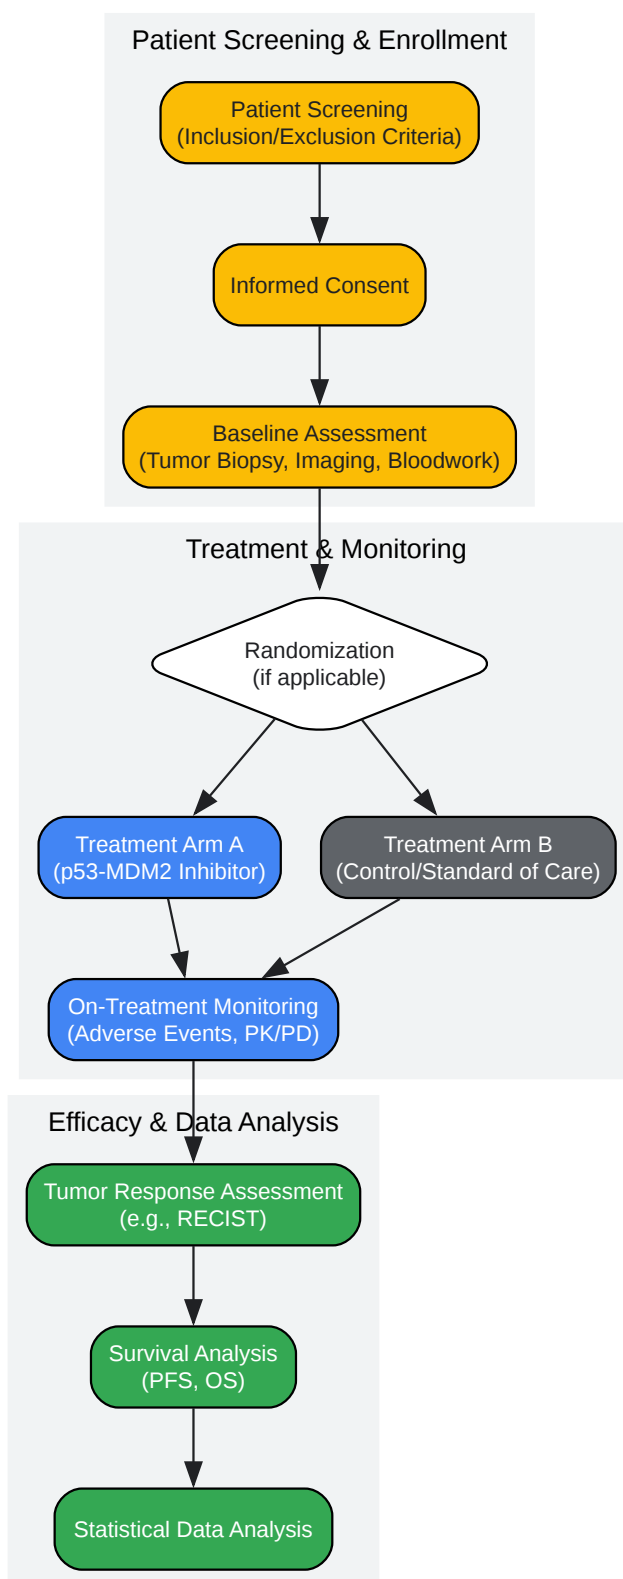 Patient Screening & Enrollment
Patient Screening
(Inclusion/Exclusion Criteria)
Informed Consent
Baseline Assessment
(Tumor Biopsy, Imaging, Bloodwork)
Treatment & Monitoring
Randomization
(if applicable)
Treatment Arm A
(p53-MDM2 Inhibitor)
Treatment Arm B
(Control/Standard of Care)
On-Treatment Monitoring
(Adverse Events, PK/PD)
Efficacy & Data Analysis
Tumor Response Assessment
(e.g., RECIST)
Survival Analysis
(PFS, OS)
Statistical Data Analysis